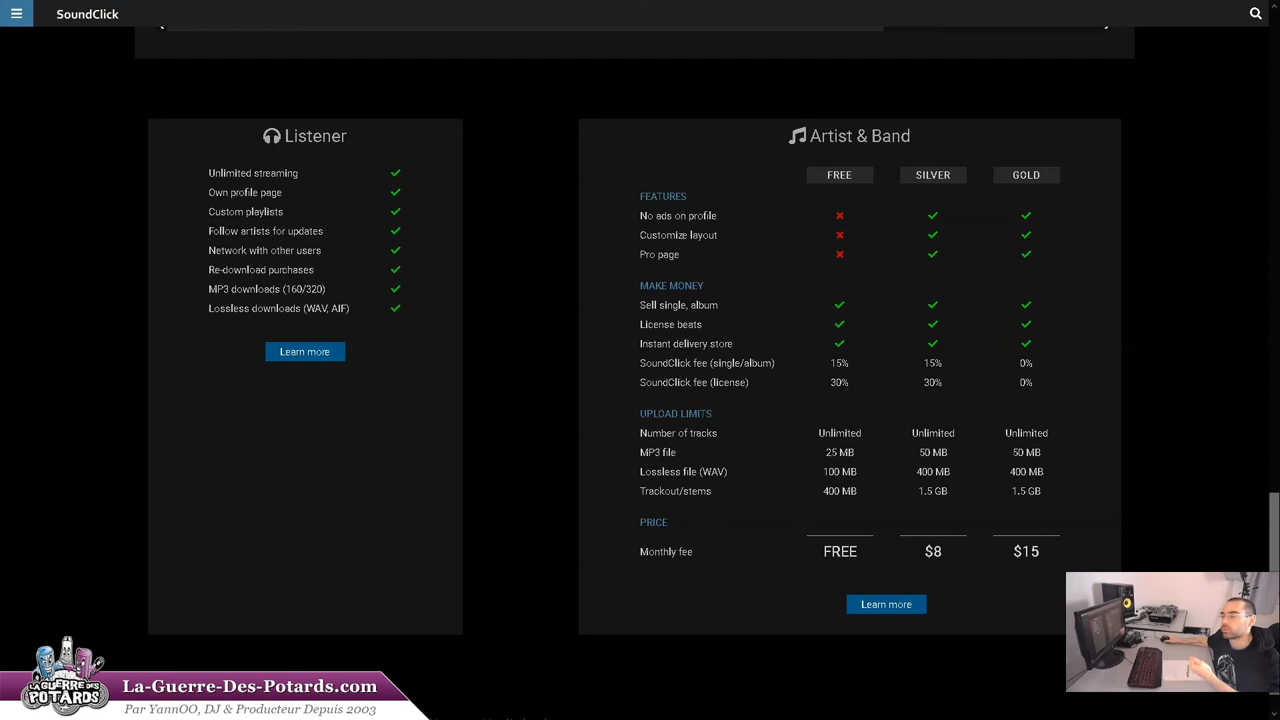 SoundClick
Listener
Unlimited streaming
Own profile page
Custom playlists
Follow artists for updates
Network with other users
Re-download purchases
MP3 downloads (160/320)
Lossless downloads (WAV, AIF)
Learn more
Artist & Band
FREE SILVER GOLD
FEATURES
No ads on profile
Customize layout
Pro page
MAKE MONEY
Sell single, album
License beats
Instant delivery store
SoundClick fee (single/album) 15% 15% 0%
SoundClick fee (license) 30% 30% 0%
UPLOAD LIMITS
Number of tracks Unlimited Unlimited Unlimited
MP3 file 25 MB 50 MB 50 MB
Lossless file (WAV) 100 MB 400 MB 400 MB
Trackout/stems 400 MB 1.5 GB 1.5 GB
PRICE
Monthly fee FREE $8 $15
Learn more
LA GUERRE DES
POTARDS
La-Guerre-Des-Potards.com
Par YannOO, DJ & Producteur Depuis 2003